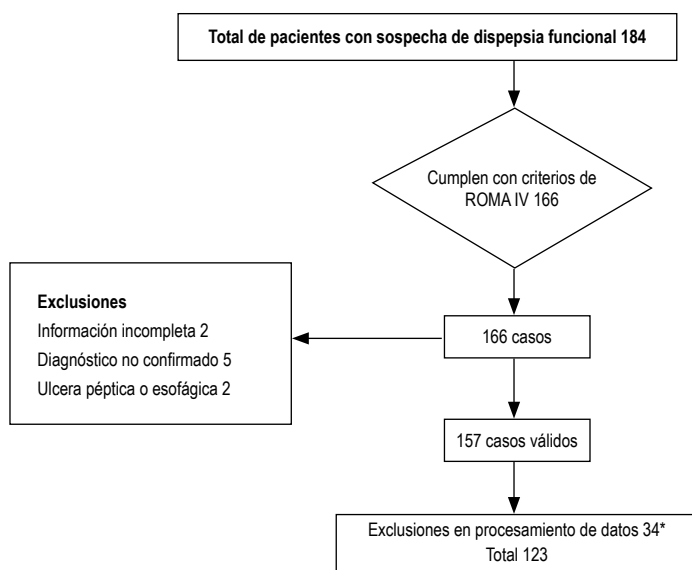 Total de pacientes con sospecha de dispepsia funcional 184
Cumplen con criterios de
ROMA IV 166
Exclusiones
Información incompleta 2
Diagnóstico no confirmado 5
Ulcera péptica o esofágica 2
166 casos
157 casos válidos
Exclusiones en procesamiento de datos 34*
Total 123